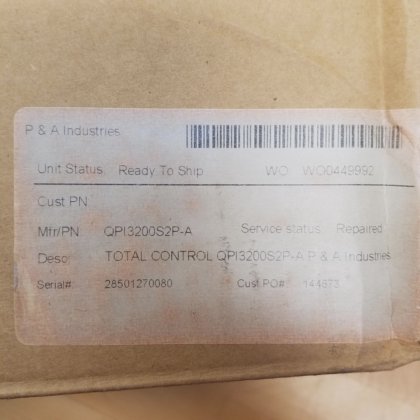 P & A Industries
Unit Status: Ready To Ship WO WO0449992
Cust PN
Mfr/PN QPI3200S2P-A Service status: Repaired
Desc TOTAL CONTROL QPI3200S2P-A P & A Industries
Serial#: 28501270080 Cust PO# 144873